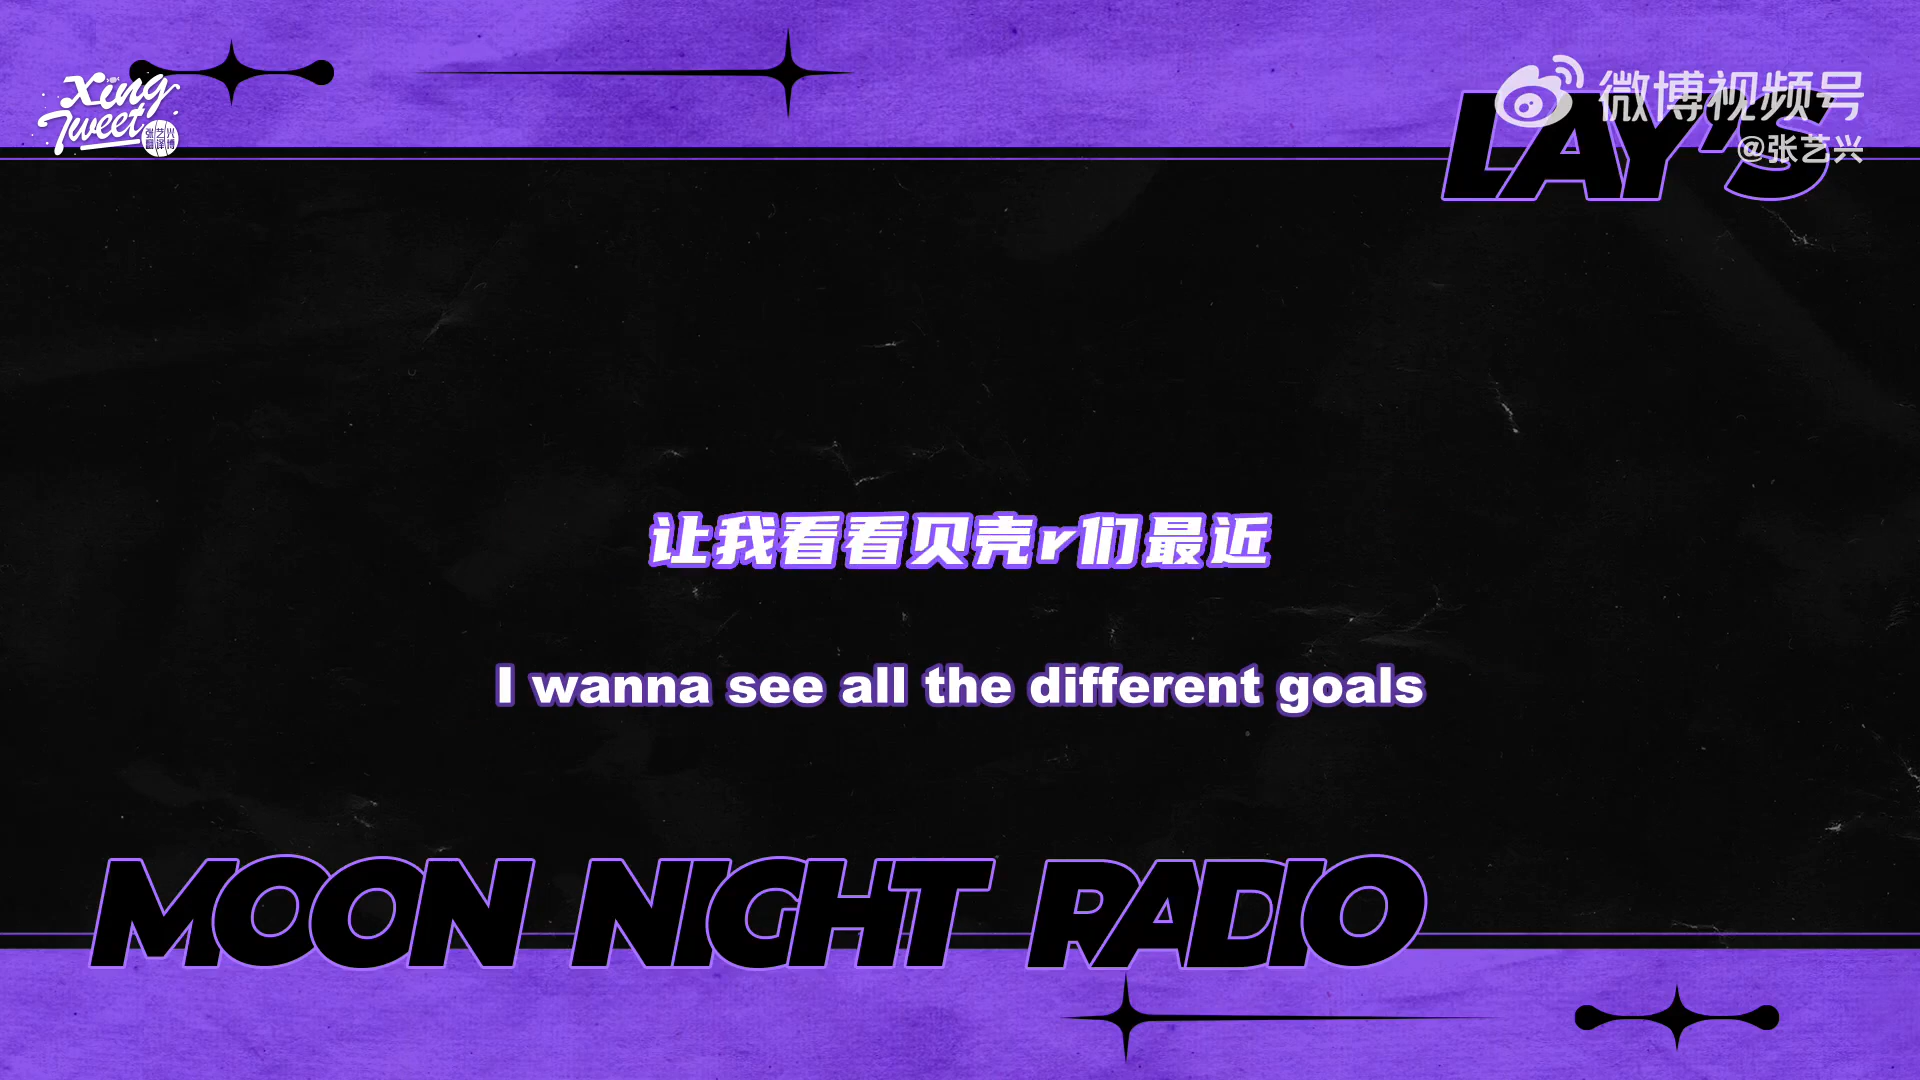 Xing
Tweet
张艺兴
翻译博
微博视频号
LAY'S
@张艺兴
让我看看贝壳r们最近
I wanna see all the different goals
MOON NIGHT RADIO